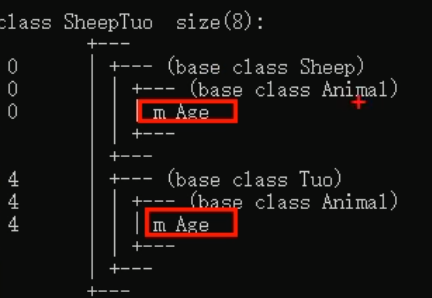 class SheepTuo  size(8):
        +---
 0      | +--- (base class Sheep)
 0      | | +--- (base class Animal)
 0      | | | m_Age
        | | +---
        | +---
 4      | +--- (base class Tuo)
 4      | | +--- (base class Animal)
 4      | | | m_Age
        | | +---
        | +---
        +---